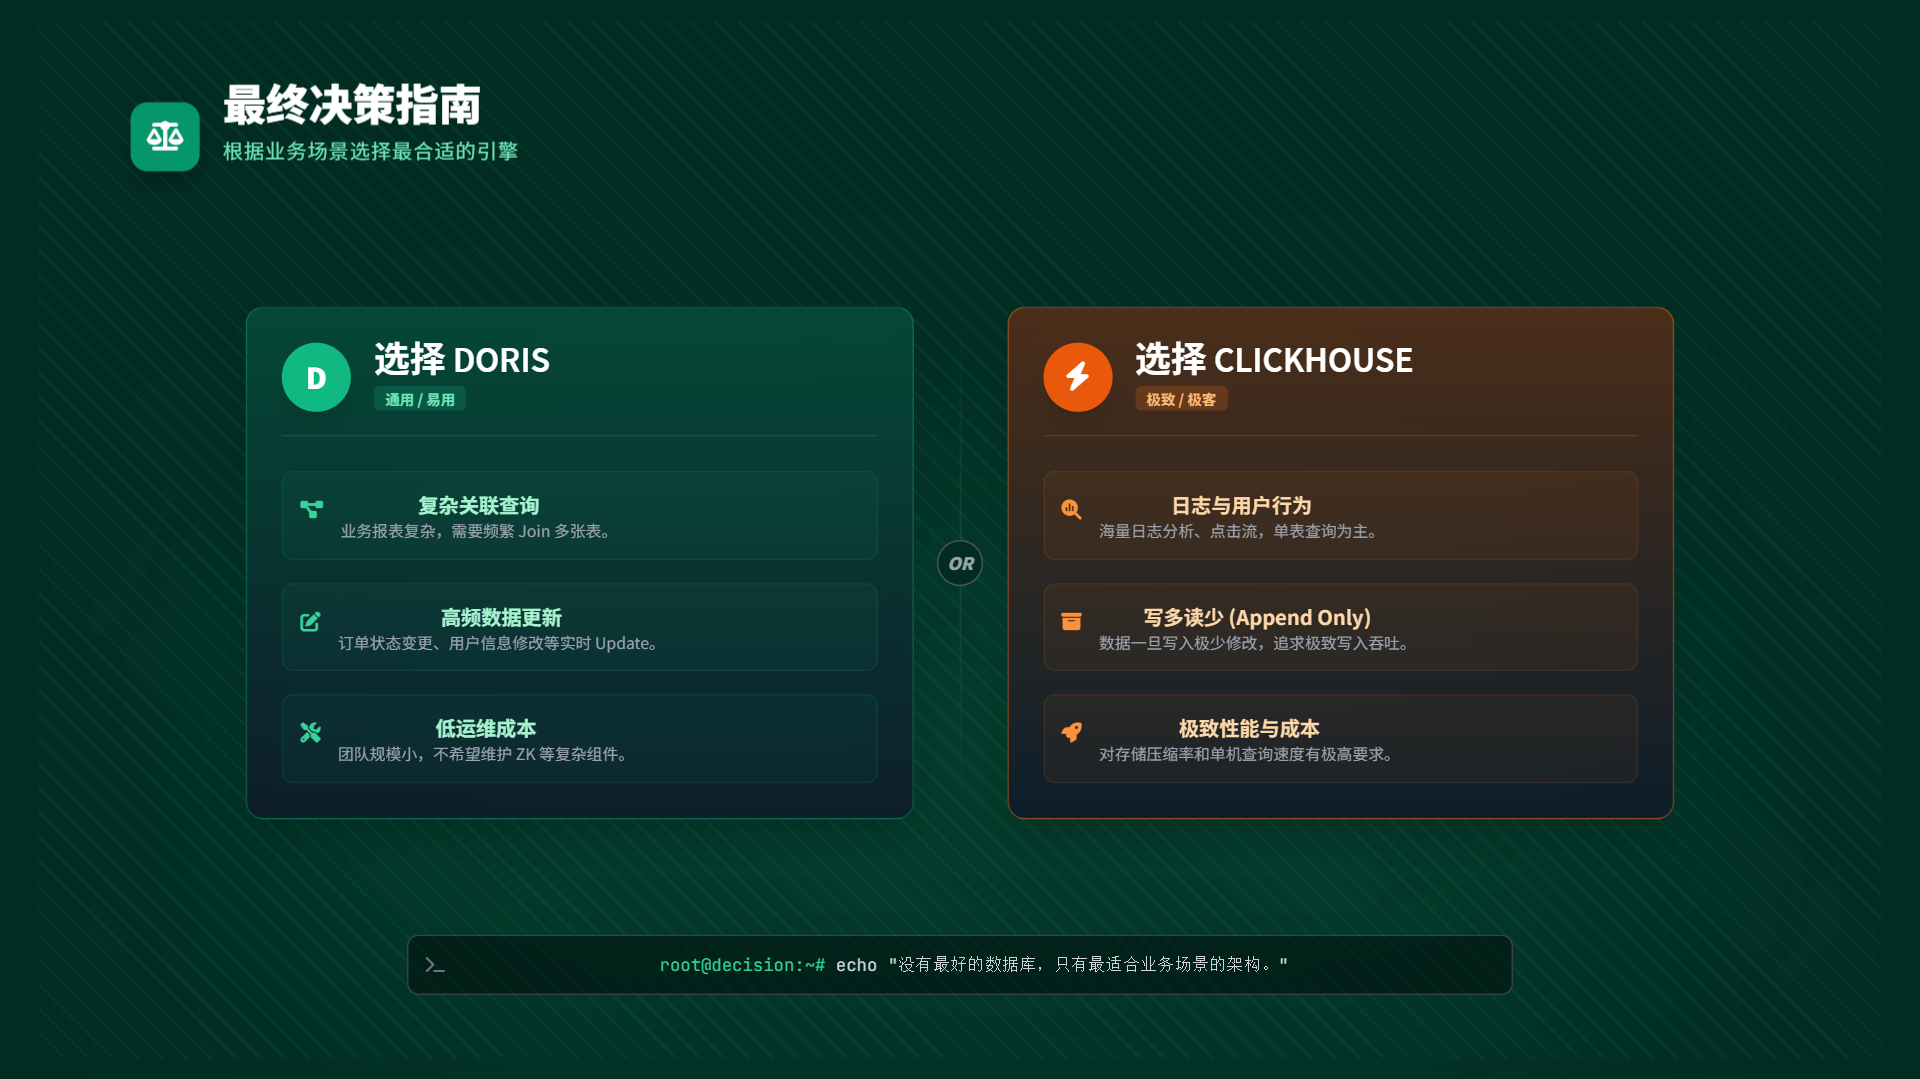 最终决策指南
根据业务场景选择最合适的引擎
D
选择 DORIS
通用 / 易用
复杂关联查询
业务报表复杂，需要频繁 Join 多张表。
高频数据更新
订单状态变更、用户信息修改等实时 Update。
低运维成本
团队规模小，不希望维护 ZK 等复杂组件。
OR
选择 CLICKHOUSE
极致 / 极客
日志与用户行为
海量日志分析、点击流，单表查询为主。
写多读少 (Append Only)
数据一旦写入极少修改，追求极致写入吞吐。
极致性能与成本
对存储压缩率和单机查询速度有极高要求。
root@decision:~# echo "没有最好的数据库，只有最适合业务场景的架构。"